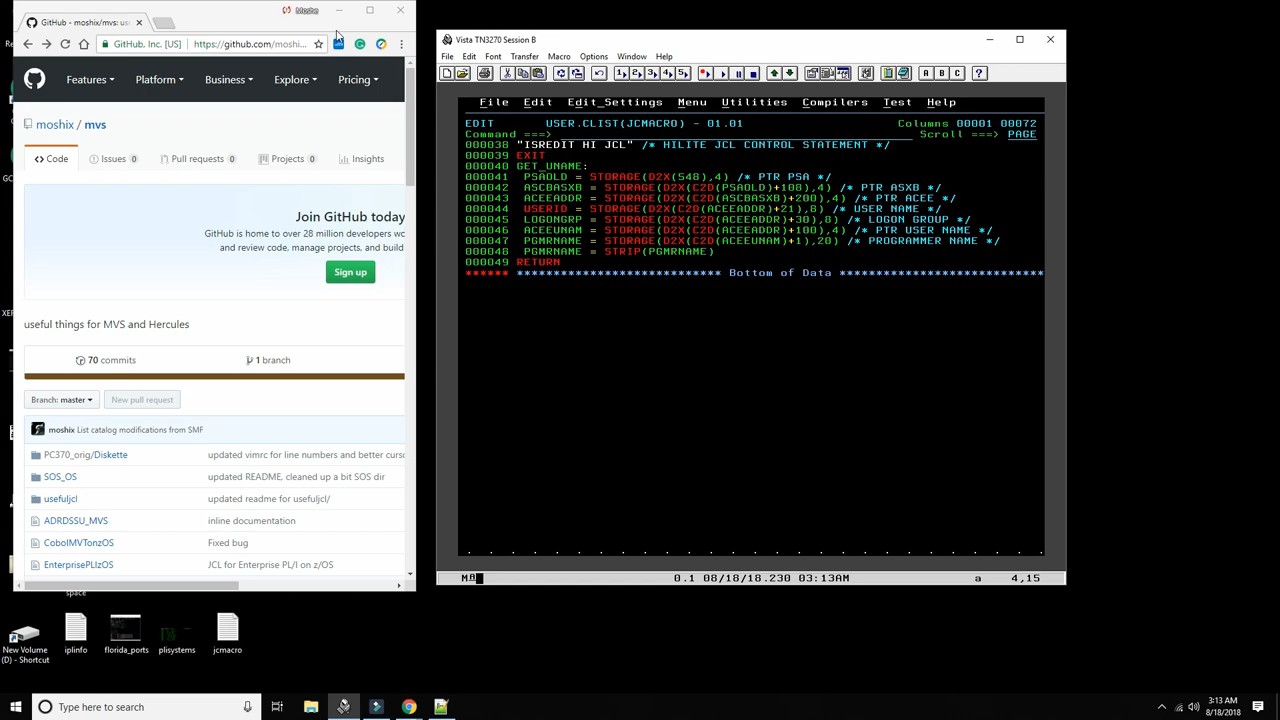 GitHub - moshix/mvs: us
Moshe
GitHub, Inc. [US]
https://github.com/moshi...
Features
Platform
Business
Explore
Pricing
moshix / mvs
Code
Issues 0
Pull requests 0
Projects 0
Insights
Join GitHub today
GitHub is home to over 28 million developers wo
and review code, manage projects, and build
Sign up
useful things for MVS and Hercules
70 commits
1 branch
Branch: master
New pull request
moshix List catalog modifications from SMF
PC370_orig/Diskette updated vimrc for line numbers and better curso
SOS_OS updated README, cleaned up a bit SOS dir
usefuljcl updated readme for usefuljcl/
ADRDSSU_MVS inline documentation
CobolMVTonzOS Fixed bug
EnterprisePLIzOS JCL for Enterprise PL/I on z/OS
Vista TN3270 Session B
File Edit Font Transfer Macro Options Window Help
File Edit Edit_Settings Menu Utilities Compilers Test Help
EDIT USER.CLIST(JCMACRO) - 01.01 Columns 00001 00072
Command ===> Scroll ===> PAGE
000038 "ISREDIT HI JCL" /* HILITE JCL CONTROL STATEMENT */
000039 EXIT
000040 GET_UNAME:
000041 PSAOLD = STORAGE(D2X(548),4) /* PTR PSA */
000042 ASCBASXB = STORAGE(D2X(C2D(PSAOLD)+108),4) /* PTR ASXB */
000043 ACEEADDR = STORAGE(D2X(C2D(ASCBASXB)+200),4) /* PTR ACEE */
000044 USERID = STORAGE(D2X(C2D(ACEEADDR)+21),8) /* USER NAME */
000045 LOGONGRP = STORAGE(D2X(C2D(ACEEADDR)+30),8) /* LOGON GROUP */
000046 ACEEUNAM = STORAGE(D2X(C2D(ACEEADDR)+100),4) /* PTR USER NAME */
000047 PGMRNAME = STORAGE(D2X(C2D(ACEEUNAM)+1),20) /* PROGRAMMER NAME */
000048 PGMRNAME = STRIP(PGMRNAME)
000049 RETURN
****** *************************** Bottom of Data ****************************
0.1 08/18/18.230 03:13AM a 4,15
space
New Volume
(D) - Shortcut
iplinfo
florida_ports
plisystems
jcmacro
Type here to search
3:13 AM
8/18/2018